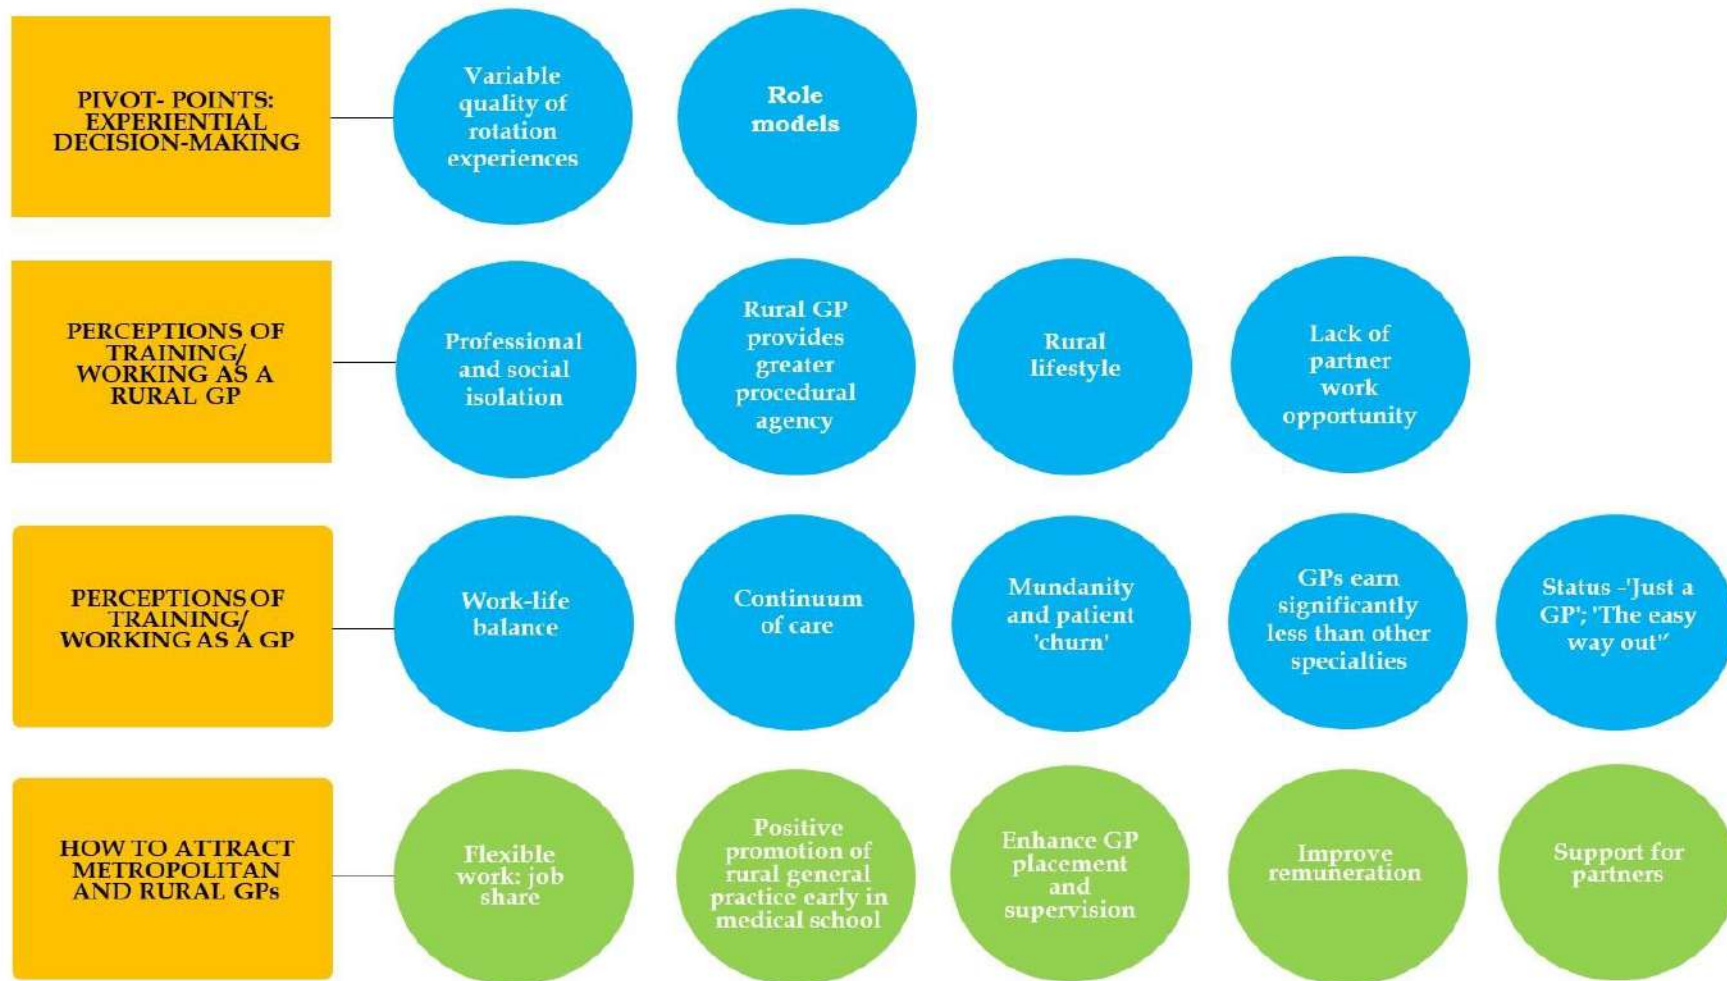 PIVOT- POINTS:
EXPERIENTIAL
DECISION-MAKING
Variable
quality of
rotation
experiences
Role
models
PERCEPTIONS OF
TRAINING/
WORKING AS A
RURAL GP
Professional
and social
isolation
Rural GP
provides
greater
procedural
agency
Rural
lifestyle
Lack of
partner
work
opportunity
PERCEPTIONS OF
TRAINING/
WORKING AS A GP
Work-life
balance
Continuum
of care
Mundanity
and patient
'churn'
GPs earn
significantly
less than other
specialties
Status -'Just a
GP'; 'The easy
way out'’
HOW TO ATTRACT
METROPOLITAN
AND RURAL GPs
Flexible
work: job
share
Positive
promotion of
rural general
practice early in
medical school
Enhance GP
placement
and
supervision
Improve
remuneration
Support for
partners